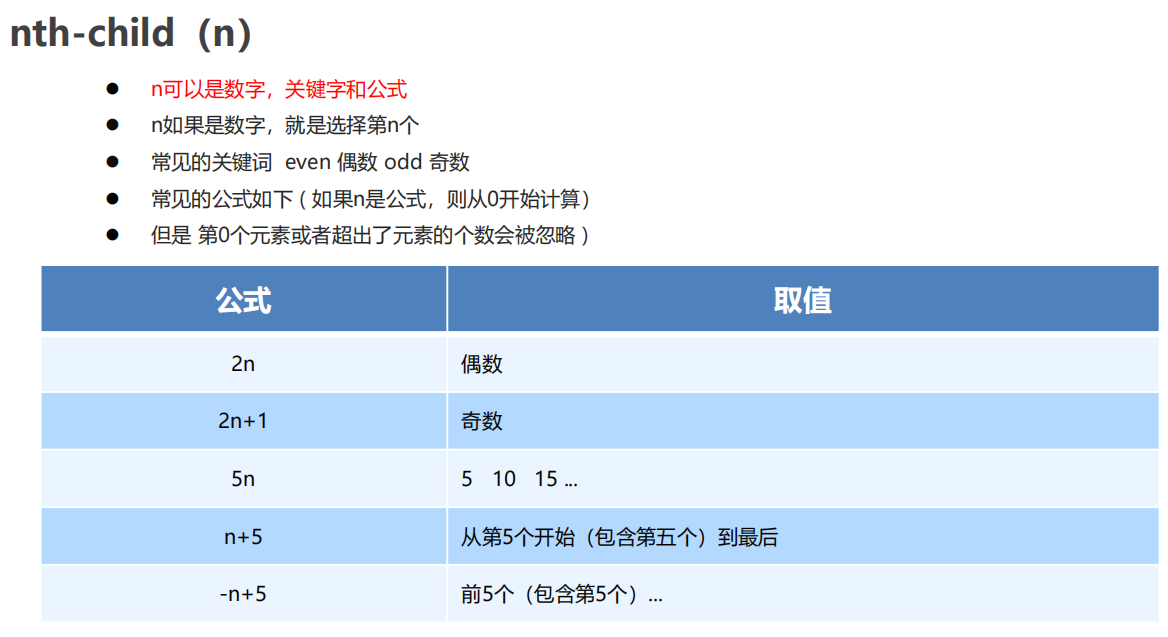 nth-child（n）
● n可以是数字，关键字和公式
● n如果是数字，就是选择第n个
● 常见的关键词 even 偶数 odd 奇数
● 常见的公式如下 ( 如果n是公式，则从0开始计算）
● 但是 第0个元素或者超出了元素的个数会被忽略 ）
公式 取值
2n 偶数
2n+1 奇数
5n 5 10 15 ...
n+5 从第5个开始（包含第五个）到最后
-n+5 前5个（包含第5个）...